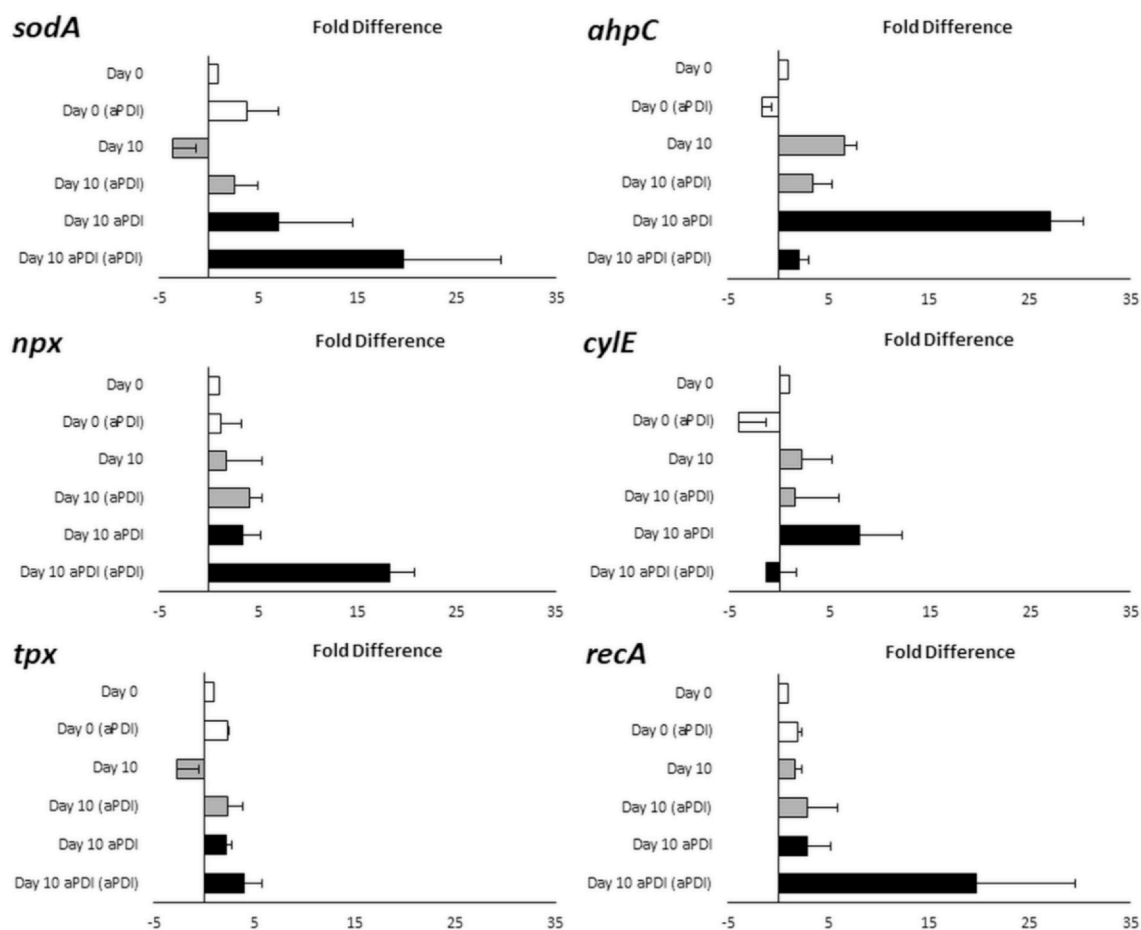 sodA
Fold Difference
Day 0
Day 0 (aPDI)
Day 10
Day 10 (aPDI)
Day 10 aPDI
Day 10 aPDI (aPDI)
-5 5 15 25 35
ahpC
Fold Difference
Day 0
Day 0 (aPDI)
Day 10
Day 10 (aPDI)
Day 10 aPDI
Day 10 aPDI (aPDI)
-5 5 15 25 35
npx
Fold Difference
Day 0
Day 0 (aPDI)
Day 10
Day 10 (aPDI)
Day 10 aPDI
Day 10 aPDI (aPDI)
-5 5 15 25 35
cylE
Fold Difference
Day 0
Day 0 (aPDI)
Day 10
Day 10 (aPDI)
Day 10 aPDI
Day 10 aPDI (aPDI)
-5 5 15 25 35
tpx
Fold Difference
Day 0
Day 0 (aPDI)
Day 10
Day 10 (aPDI)
Day 10 aPDI
Day 10 aPDI (aPDI)
-5 5 15 25 35
recA
Fold Difference
Day 0
Day 0 (aPDI)
Day 10
Day 10 (aPDI)
Day 10 aPDI
Day 10 aPDI (aPDI)
-5 5 15 25 35